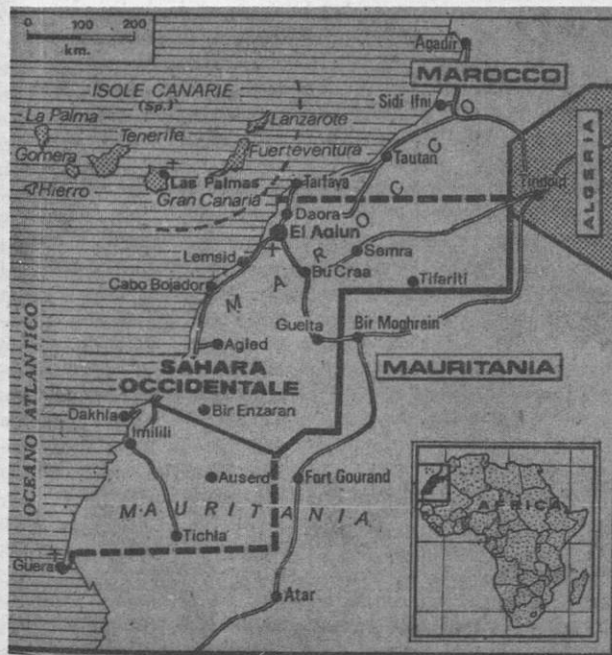 0 100 200
km.
Agadir
MAROCCO
ISOLE CANARIE
(Sp.)
Sidi Ifni
La Palma
Lanzarote
Tenerife
Fuerteventura
Gomera
Tautan
Hierro
Las Palmas
Gran Canaria
Tarfaya
Tindouf
ALGERIA
Daora
El Aaiun
Lemsid
Semra
Bu Craa
Tifariti
Cabo Bojador
MAROCCO
Guelta
Bir Moghrein
Agled
MAURITANIA
SAHARA
OCCIDENTALE
Dakhla
Bir Enzaran
Imilili
OCEANO ATLANTICO
Auserd
Fort Gourand
MAURITANIA
AFRICA
Tichla
Guera
Atar